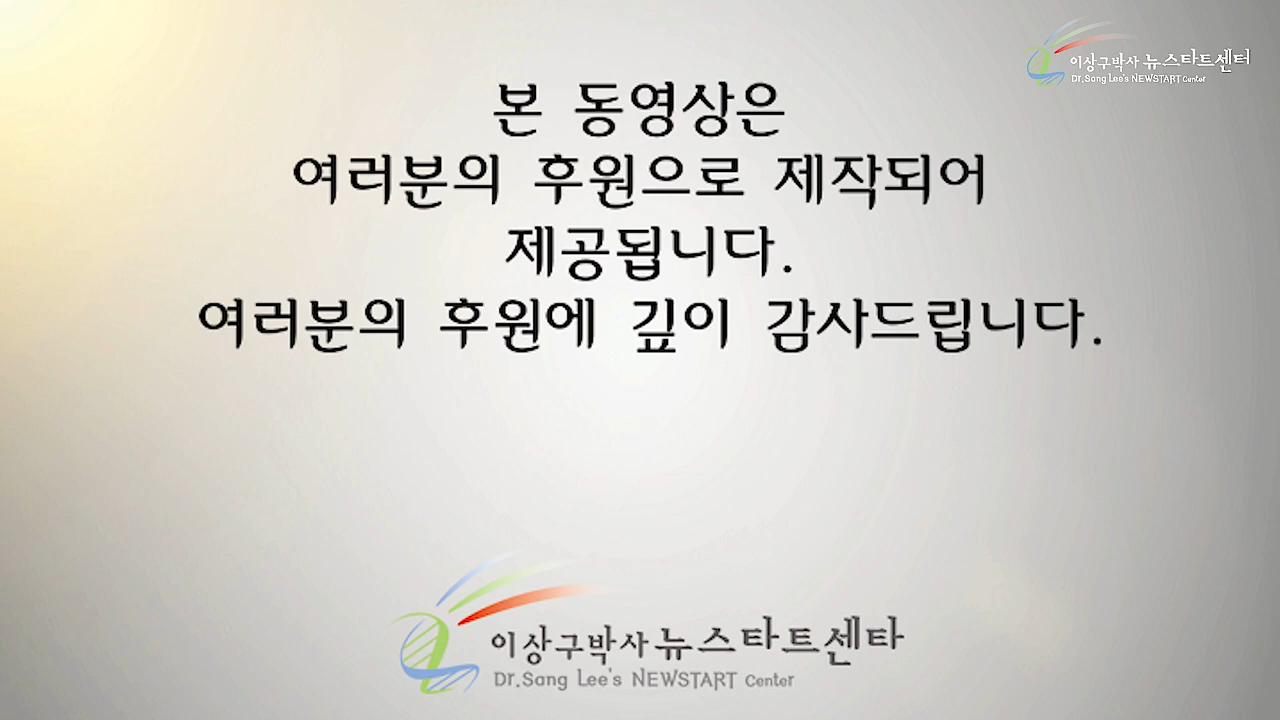 이상구박사 뉴스타트센터
Dr.Sang Lee's NEWSTART Center
본 동영상은
여러분의 후원으로 제작되어
제공됩니다.
여러분의 후원에 깊이 감사드립니다.
이상구박사 뉴스타트센타
Dr.Sang Lee's NEWSTART Center